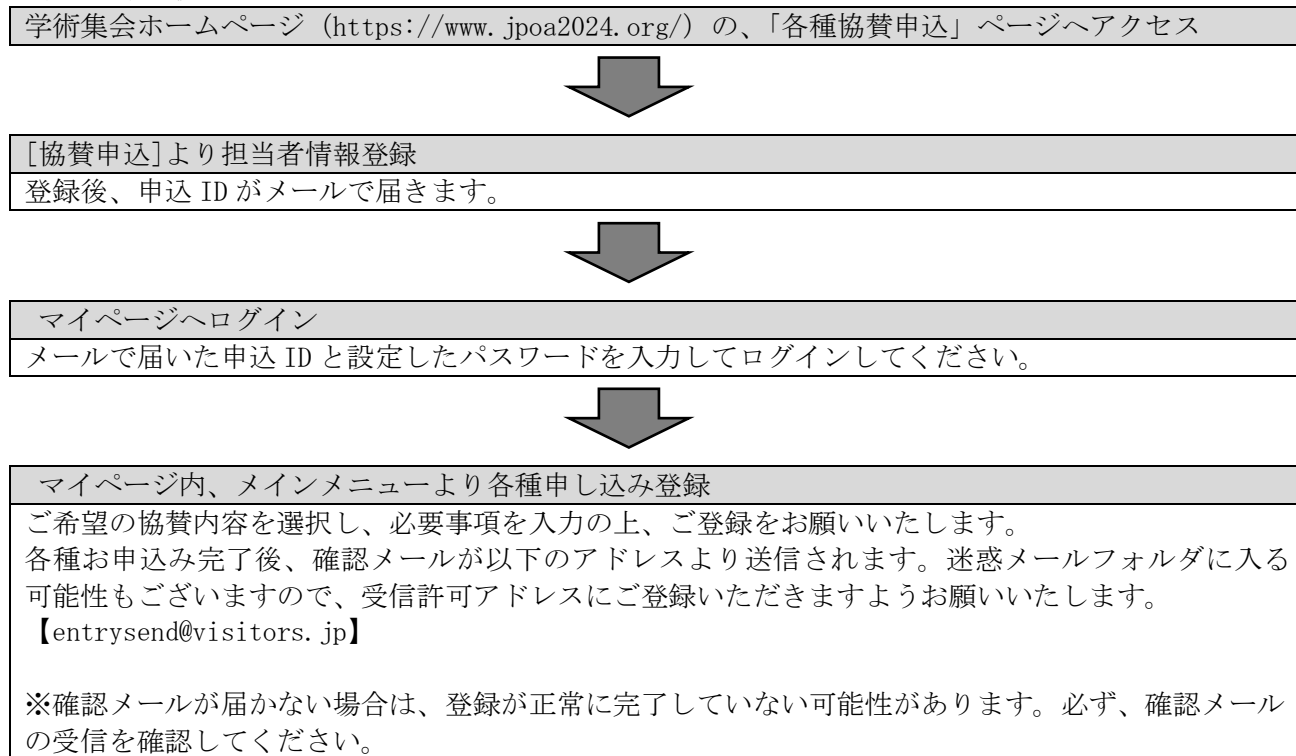 学術集会ホームページ (https://www.jpoa2024.org/) の、「各種協賛申込」ページへアクセス
[協賛申込]より担当者情報登録
登録後、申込 ID がメールで届きます。
マイページへログイン
メールで届いた申込 ID と設定したパスワードを入力してログインしてください。
マイページ内、メインメニューより各種申し込み登録
ご希望の協賛内容を選択し、必要事項を入力の上、ご登録をお願いいたします。
各種お申込み完了後、確認メールが以下のアドレスより送信されます。迷惑メールフォルダに入る
可能性もございますので、受信許可アドレスにご登録いただきますようお願いいたします。
【entrysend@visitors.jp】
※確認メールが届かない場合は、登録が正常に完了していない可能性があります。必ず、確認メール
の受信を確認してください。